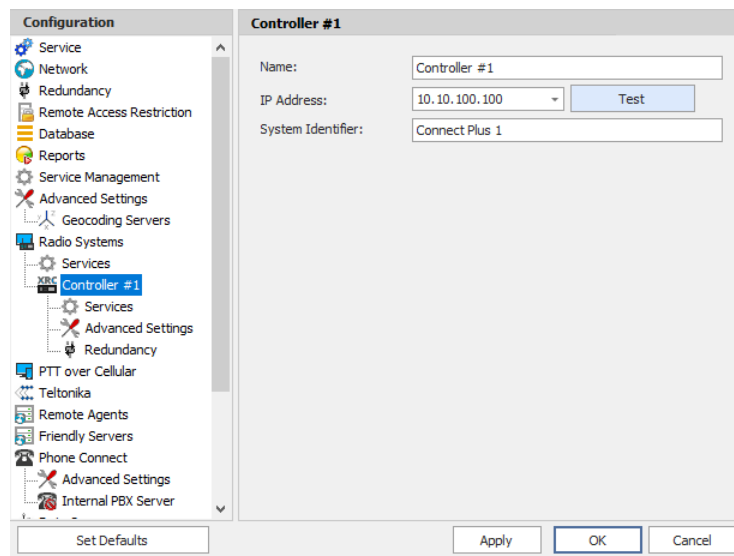 Configuration
Service
Network
Redundancy
Remote Access Restriction
Database
Reports
Service Management
Advanced Settings
Geocoding Servers
Radio Systems
Services
XRC Controller #1
Services
Advanced Settings
Redundancy
PTT over Cellular
Teltonika
Remote Agents
Friendly Servers
Phone Connect
Advanced Settings
Internal PBX Server
Set Defaults
Controller #1
Name: Controller #1
IP Address: 10.10.100.100 Test
System Identifier: Connect Plus 1
Apply OK Cancel